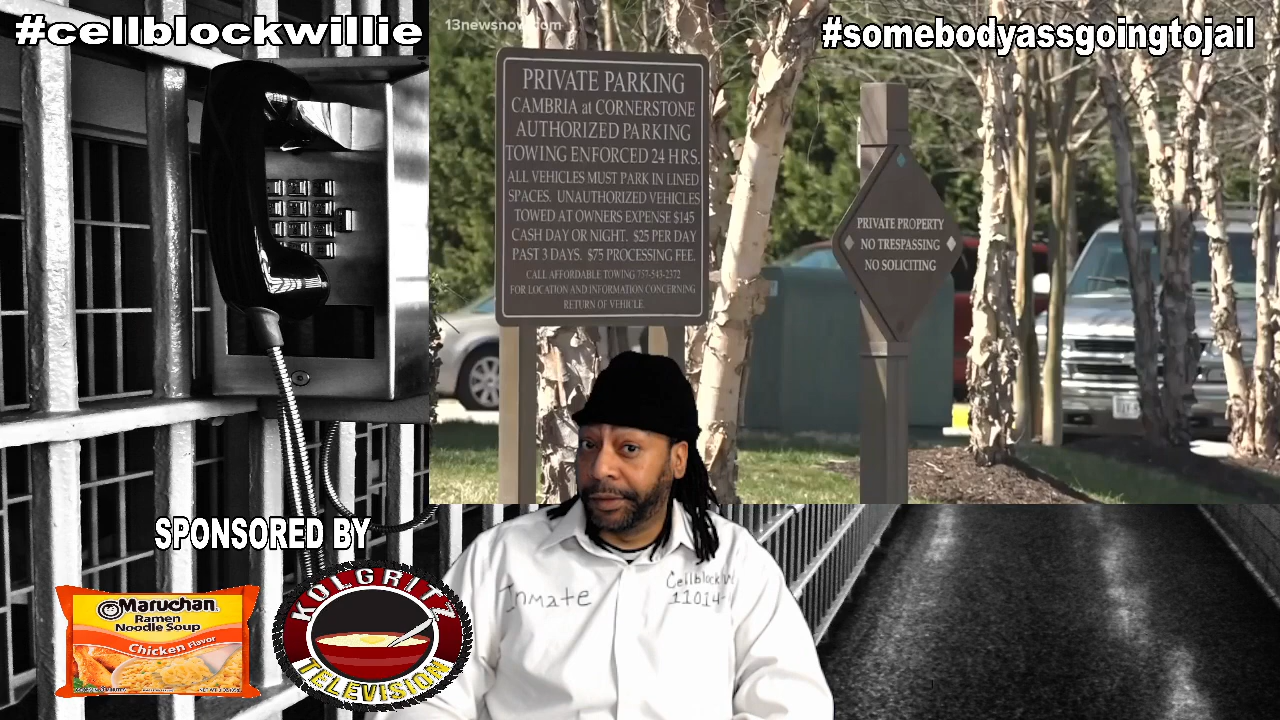 #cellblockwillie
13newsnow.com
#somebodyassgoingtojail
PRIVATE PARKING
CAMBRIA at CORNERSTONE
AUTHORIZED PARKING
TOWING ENFORCED 24 HRS.
ALL VEHICLES MUST PARK IN LINED
SPACES. UNAUTHORIZED VEHICLES
TOWED AT OWNERS EXPENSE $145
CASH DAY OR NIGHT. $25 PER DAY
PAST 3 DAYS. $75 PROCESSING FEE.
CALL AFFORDABLE TOWING 757-543-2372
FOR LOCATION AND INFORMATION CONCERNING
RETURN OF VEHICLE
PRIVATE PROPERTY
NO TRESPASSING
NO SOLICITING
SPONSORED BY
Maruchan
Ramen
Noodle Soup
Chicken Flavor
KOLGRITZ
TELEVISION
Inmate
Cellblock W
11014